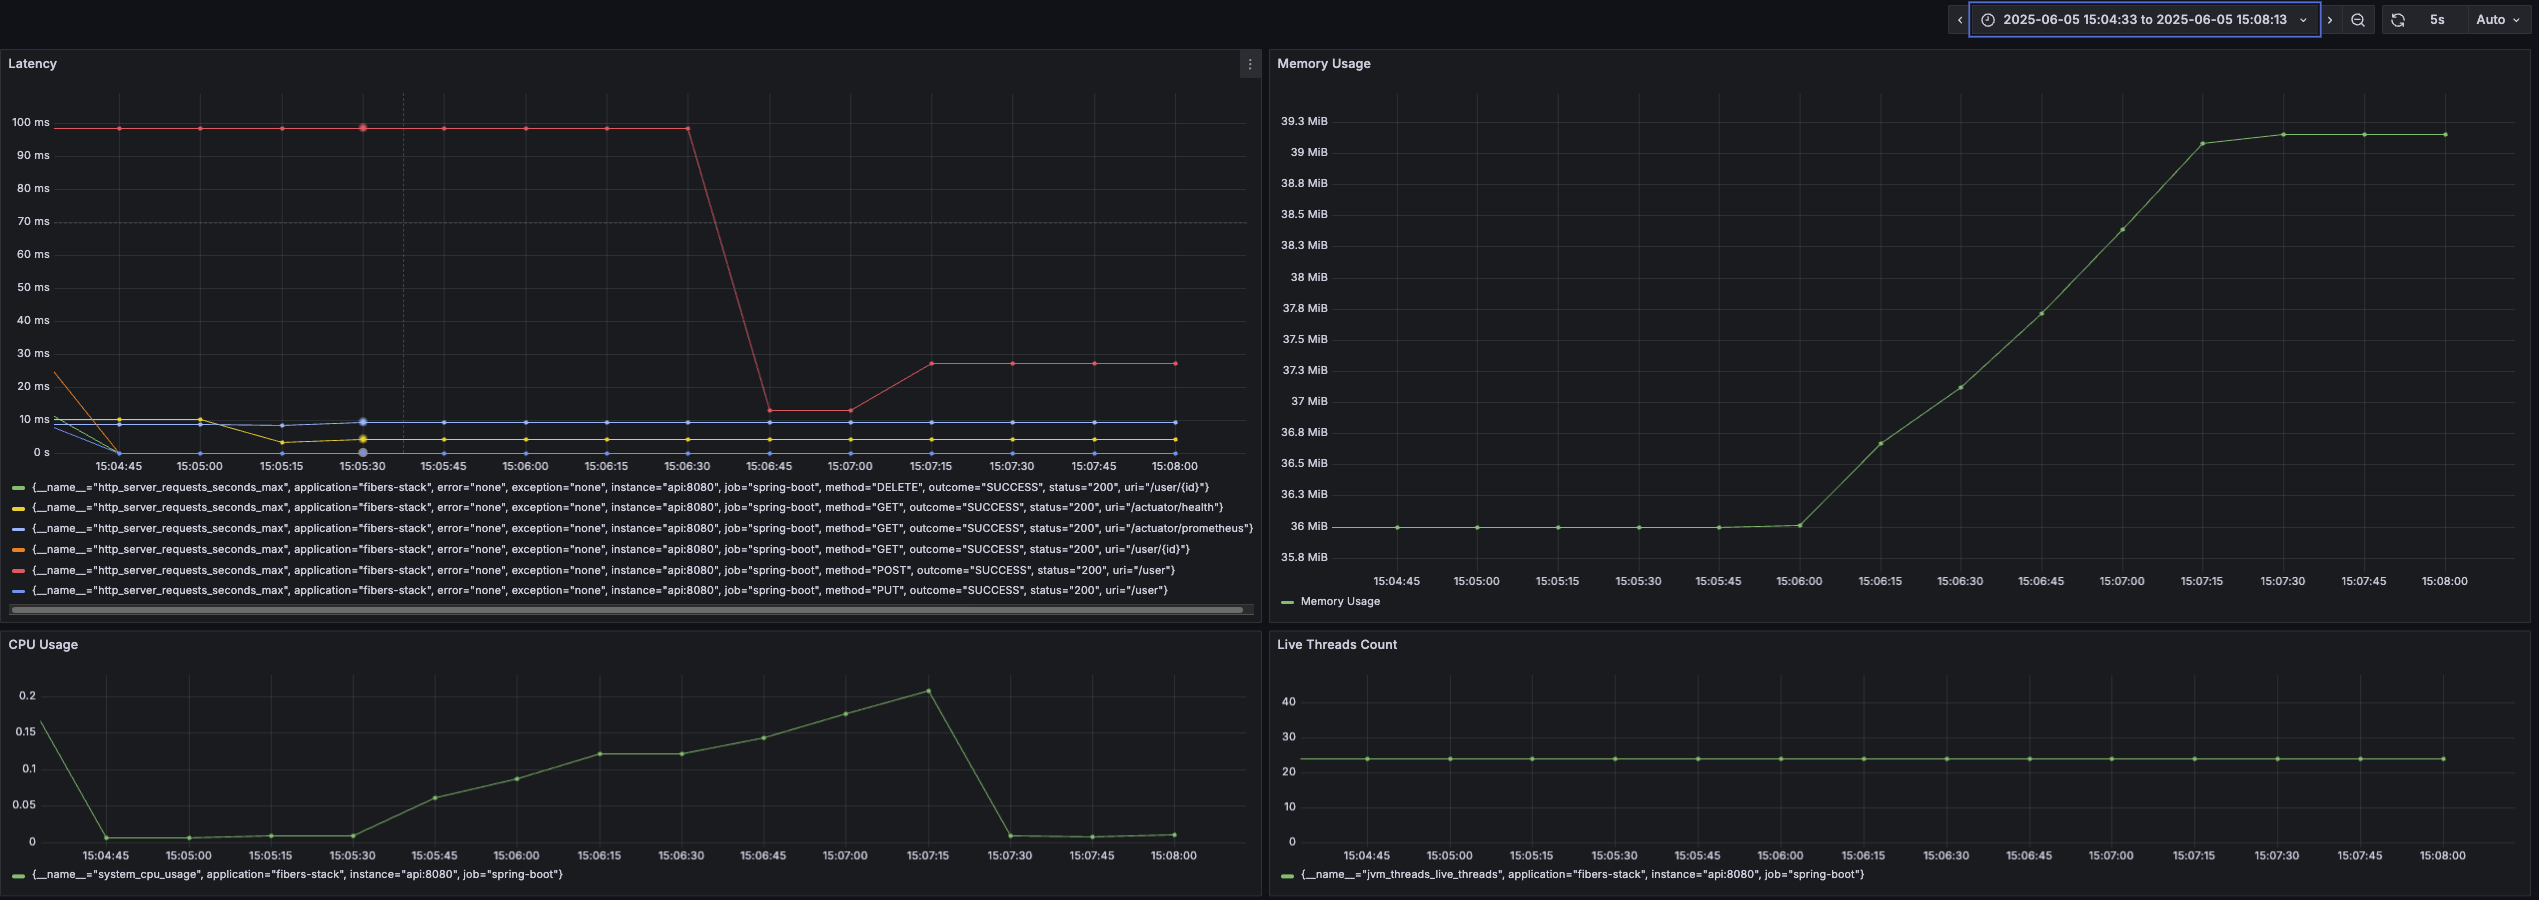 2025-06-05 15:04:33 to 2025-06-05 15:08:13 5s Auto
Latency
100 ms
90 ms
80 ms
70 ms
60 ms
50 ms
40 ms
30 ms
20 ms
10 ms
0 s
15:04:45 15:05:00 15:05:15 15:05:30 15:05:45 15:06:00 15:06:15 15:06:30 15:06:45 15:07:00 15:07:15 15:07:30 15:07:45 15:08:00
{__name__="http_server_requests_seconds_max", application="fibers-stack", error="none", exception="none", instance="api:8080", job="spring-boot", method="DELETE", outcome="SUCCESS", status="200", uri="/user/{id}"}
{__name__="http_server_requests_seconds_max", application="fibers-stack", error="none", exception="none", instance="api:8080", job="spring-boot", method="GET", outcome="SUCCESS", status="200", uri="/actuator/health"}
{__name__="http_server_requests_seconds_max", application="fibers-stack", error="none", exception="none", instance="api:8080", job="spring-boot", method="GET", outcome="SUCCESS", status="200", uri="/actuator/prometheus"}
{__name__="http_server_requests_seconds_max", application="fibers-stack", error="none", exception="none", instance="api:8080", job="spring-boot", method="GET", outcome="SUCCESS", status="200", uri="/user/{id}"}
{__name__="http_server_requests_seconds_max", application="fibers-stack", error="none", exception="none", instance="api:8080", job="spring-boot", method="POST", outcome="SUCCESS", status="200", uri="/user"}
{__name__="http_server_requests_seconds_max", application="fibers-stack", error="none", exception="none", instance="api:8080", job="spring-boot", method="PUT", outcome="SUCCESS", status="200", uri="/user"}
Memory Usage
39.3 MiB
39 MiB
38.8 MiB
38.5 MiB
38.3 MiB
38 MiB
37.8 MiB
37.5 MiB
37.3 MiB
37 MiB
36.8 MiB
36.5 MiB
36.3 MiB
36 MiB
35.8 MiB
15:04:45 15:05:00 15:05:15 15:05:30 15:05:45 15:06:00 15:06:15 15:06:30 15:06:45 15:07:00 15:07:15 15:07:30 15:07:45 15:08:00
Memory Usage
CPU Usage
0.2
0.15
0.1
0.05
0
15:04:45 15:05:00 15:05:15 15:05:30 15:05:45 15:06:00 15:06:15 15:06:30 15:06:45 15:07:00 15:07:15 15:07:30 15:07:45 15:08:00
{__name__="system_cpu_usage", application="fibers-stack", instance="api:8080", job="spring-boot"}
Live Threads Count
40
30
20
10
0
15:04:45 15:05:00 15:05:15 15:05:30 15:05:45 15:06:00 15:06:15 15:06:30 15:06:45 15:07:00 15:07:15 15:07:30 15:07:45 15:08:00
{__name__="jvm_threads_live_threads", application="fibers-stack", instance="api:8080", job="spring-boot"}